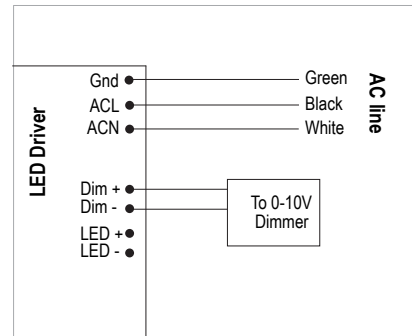 Gnd
Green
ACL
Black
ACN
White
AC line
LED Driver
Dim +
Dim -
LED +
LED -
To 0-10V
Dimmer